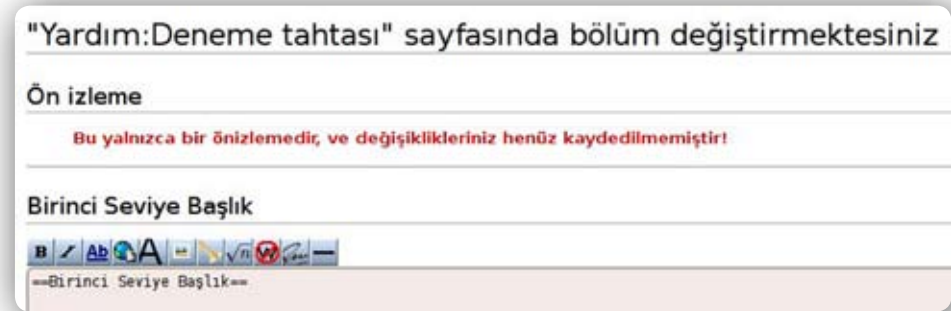 "Yardım:Deneme tahtası" sayfasında bölüm değiştirmektesiniz
Ön izleme
Bu yalnızca bir önizlemedir, ve değişiklikleriniz henüz kaydedilmemiştir!
Birinci Seviye Başlık
B I Ab A √n W
==Birinci Seviye Başlık==